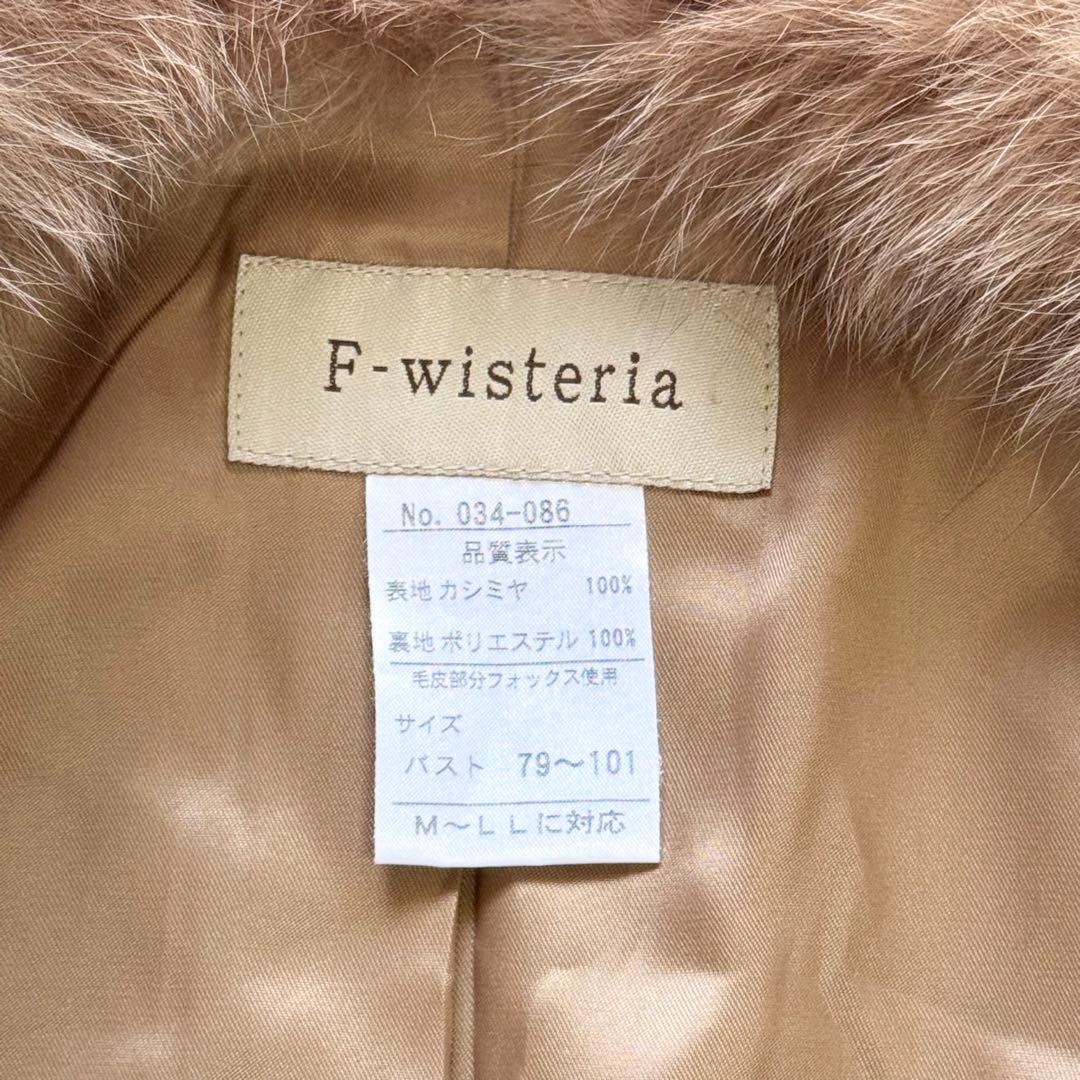 F-wisteria
No. 034-086
品質表示
表地 カシミヤ 100%
裏地 ポリエステル 100%
毛皮部分フォックス使用
サイズ
バスト 79～101
M～LLに対応